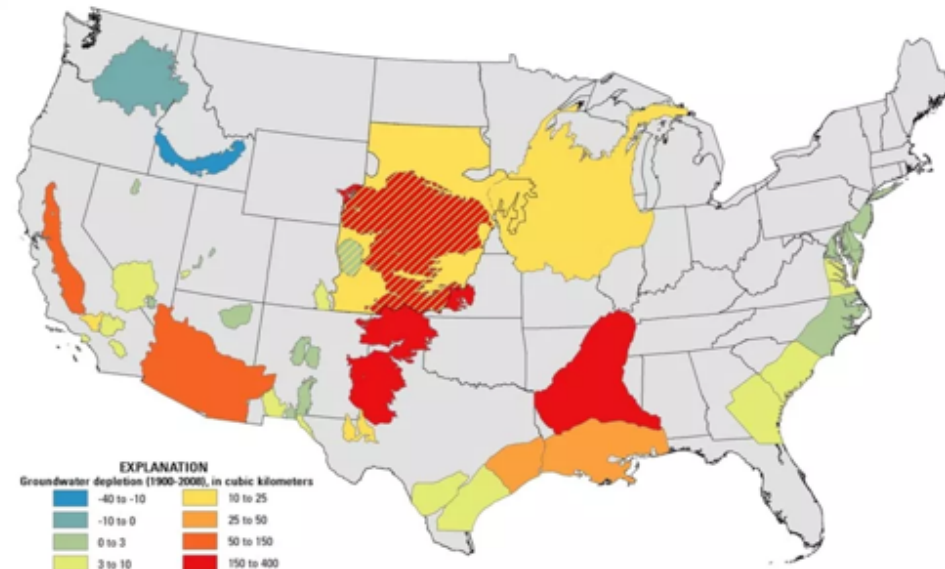 EXPLANATION
Groundwater depletion (1900-2008), in cubic kilometers
-40 to -10
-10 to 0
0 to 3
3 to 10
10 to 25
25 to 50
50 to 150
150 to 400